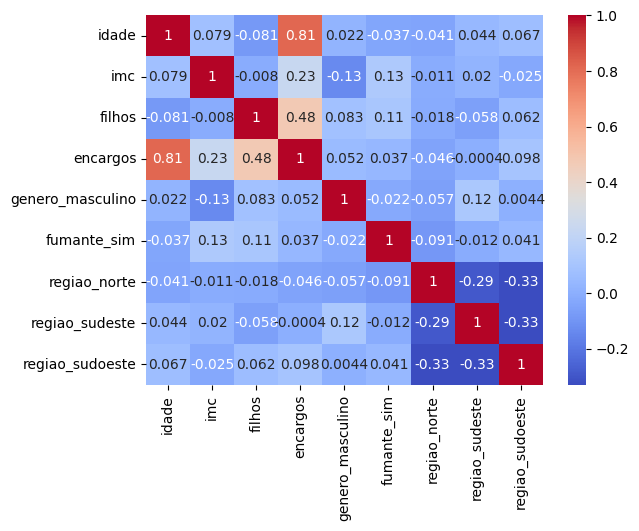 idade 1 0.079 -0.081 0.81 0.022 -0.037 -0.041 0.044 0.067
imc 0.079 1 -0.008 0.23 -0.13 0.13 -0.011 0.02 -0.025
filhos -0.081 -0.008 1 0.48 0.083 0.11 -0.018 -0.058 0.062
encargos 0.81 0.23 0.48 1 0.052 0.037 -0.046 -0.0004 0.098
genero_masculino 0.022 -0.13 0.083 0.052 1 -0.022 -0.057 0.12 0.0044
fumante_sim -0.037 0.13 0.11 0.037 -0.022 1 -0.091 -0.012 0.041
regiao_norte -0.041 -0.011 -0.018 -0.046 -0.057 -0.091 1 -0.29 -0.33
regiao_sudeste 0.044 0.02 -0.058 -0.0004 0.12 -0.012 -0.29 1 -0.33
regiao_sudoeste 0.067 -0.025 0.062 0.098 0.0044 0.041 -0.33 -0.33 1
idade
imc
filhos
encargos
genero_masculino
fumante_sim
regiao_norte
regiao_sudeste
regiao_sudoeste
1.0
0.8
0.6
0.4
0.2
0.0
−0.2